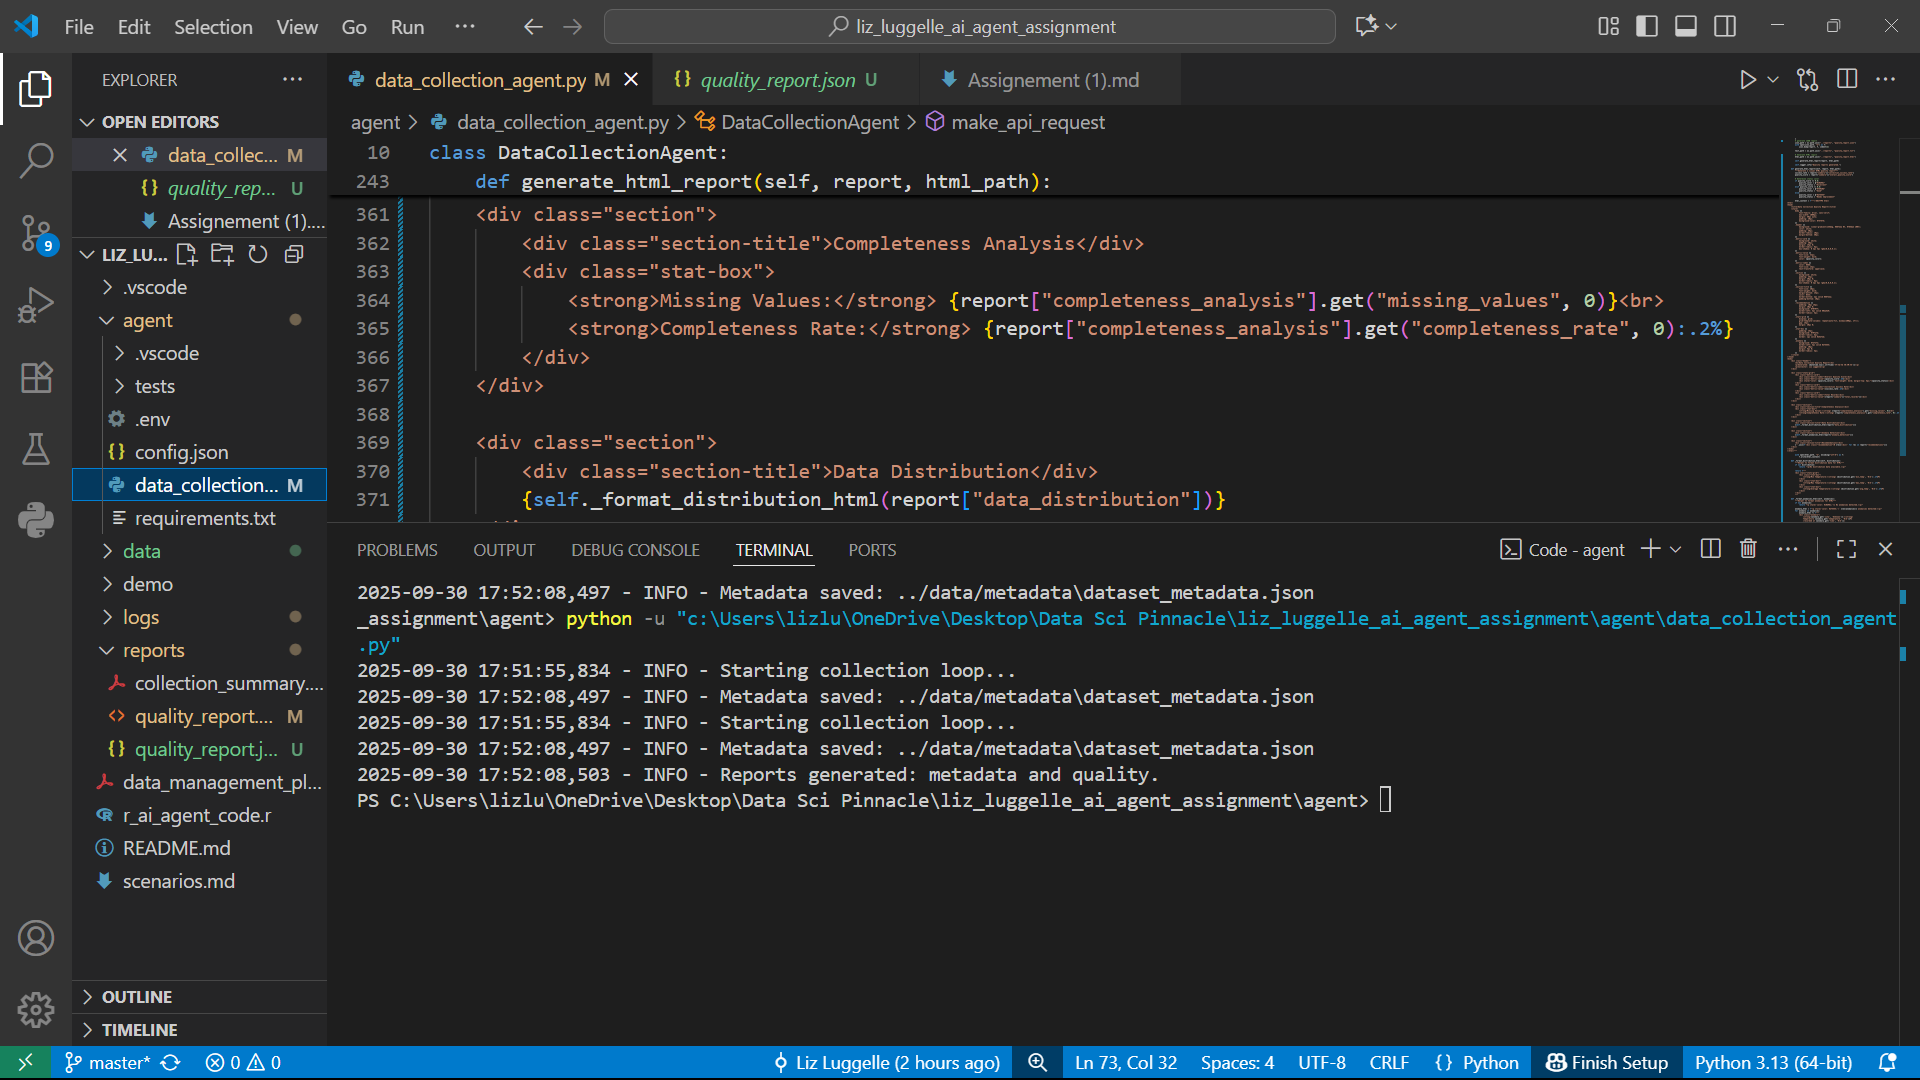 File Edit Selection View Go Run ···
liz_luggelle_ai_agent_assignment
EXPLORER
data_collection_agent.py M
quality_report.json U
Assignement (1).md
OPEN EDITORS
data_collec... M
quality_rep... U
Assignement (1)....
9
LIZ_LU...
.vscode
agent
.vscode
tests
.env
config.json
data_collection... M
requirements.txt
data
demo
logs
reports
collection_summary....
quality_report.... M
quality_report.j... U
data_management_pl...
r_ai_agent_code.r
README.md
scenarios.md
OUTLINE
TIMELINE
agent > data_collection_agent.py > DataCollectionAgent > make_api_request
10 class DataCollectionAgent:
243 def generate_html_report(self, report, html_path):
361 <div class="section">
362 <div class="section-title">Completeness Analysis</div>
363 <div class="stat-box">
364 <strong>Missing Values:</strong> {report["completeness_analysis"].get("missing_values", 0)}<br>
365 <strong>Completeness Rate:</strong> {report["completeness_analysis"].get("completeness_rate", 0):.2%}
366 </div>
367 </div>
368
369 <div class="section">
370 <div class="section-title">Data Distribution</div>
371 {self._format_distribution_html(report["data_distribution"])}
PROBLEMS OUTPUT DEBUG CONSOLE TERMINAL PORTS
Code - agent
2025-09-30 17:52:08,497 - INFO - Metadata saved: ../data/metadata\dataset_metadata.json
_assignment\agent> python -u "c:\Users\lizlu\OneDrive\Desktop\Data Sci Pinnacle\liz_luggelle_ai_agent_assignment\agent\data_collection_agent
.py"
2025-09-30 17:51:55,834 - INFO - Starting collection loop...
2025-09-30 17:52:08,497 - INFO - Metadata saved: ../data/metadata\dataset_metadata.json
2025-09-30 17:51:55,834 - INFO - Starting collection loop...
2025-09-30 17:52:08,497 - INFO - Metadata saved: ../data/metadata\dataset_metadata.json
2025-09-30 17:52:08,503 - INFO - Reports generated: metadata and quality.
PS C:\Users\lizlu\OneDrive\Desktop\Data Sci Pinnacle\liz_luggelle_ai_agent_assignment\agent>
master* 0 0 Liz Luggelle (2 hours ago) Ln 73, Col 32 Spaces: 4 UTF-8 CRLF {} Python Finish Setup Python 3.13 (64-bit)